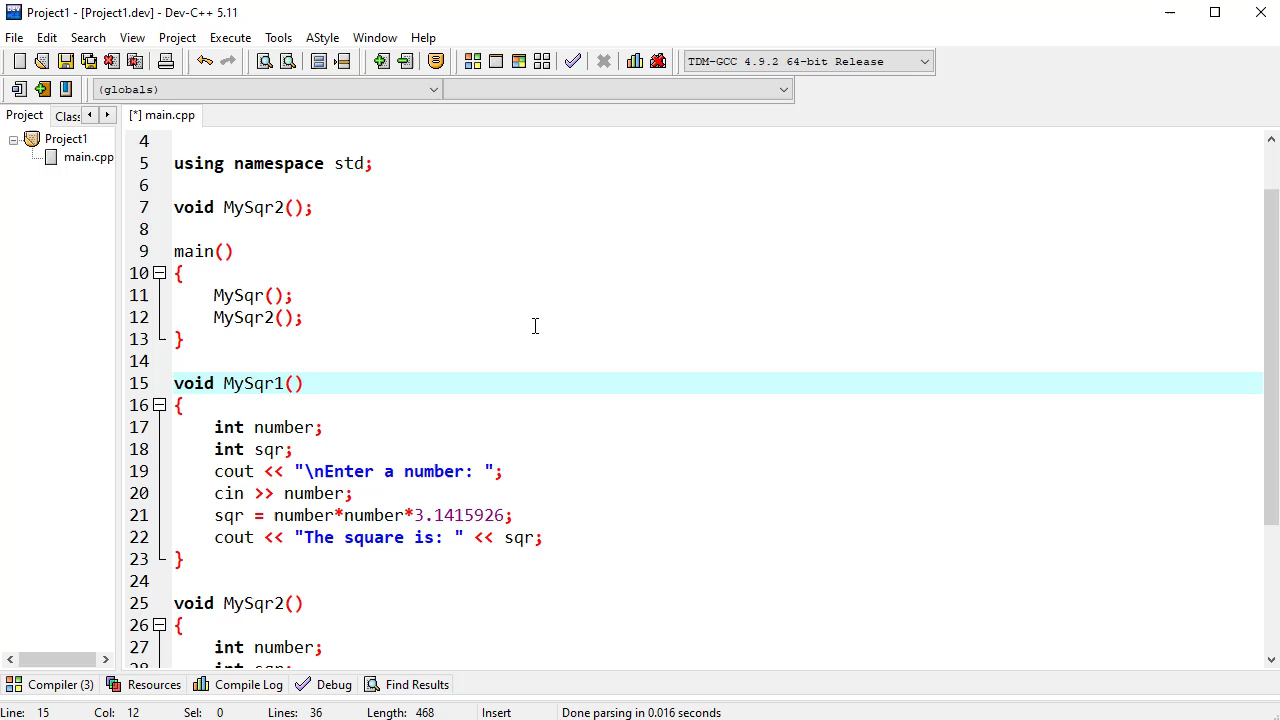 Project1 - [Project1.dev] - Dev-C++ 5.11
File Edit Search View Project Execute Tools AStyle Window Help
TDM-GCC 4.9.2 64-bit Release
(globals)
Project Clas [*] main.cpp
Project1
main.cpp
4
5 using namespace std;
6
7 void MySqr2();
8
9 main()
10 {
11 MySqr();
12 MySqr2();
13 }
14
15 void MySqr1()
16 {
17 int number;
18 int sqr;
19 cout << "\nEnter a number: ";
20 cin >> number;
21 sqr = number*number*3.1415926;
22 cout << "The square is: " << sqr;
23 }
24
25 void MySqr2()
26 {
27 int number;
28 int sqr;
Compiler (3) Resources Compile Log Debug Find Results
Line: 15 Col: 12 Sel: 0 Lines: 36 Length: 468 Insert Done parsing in 0.016 seconds